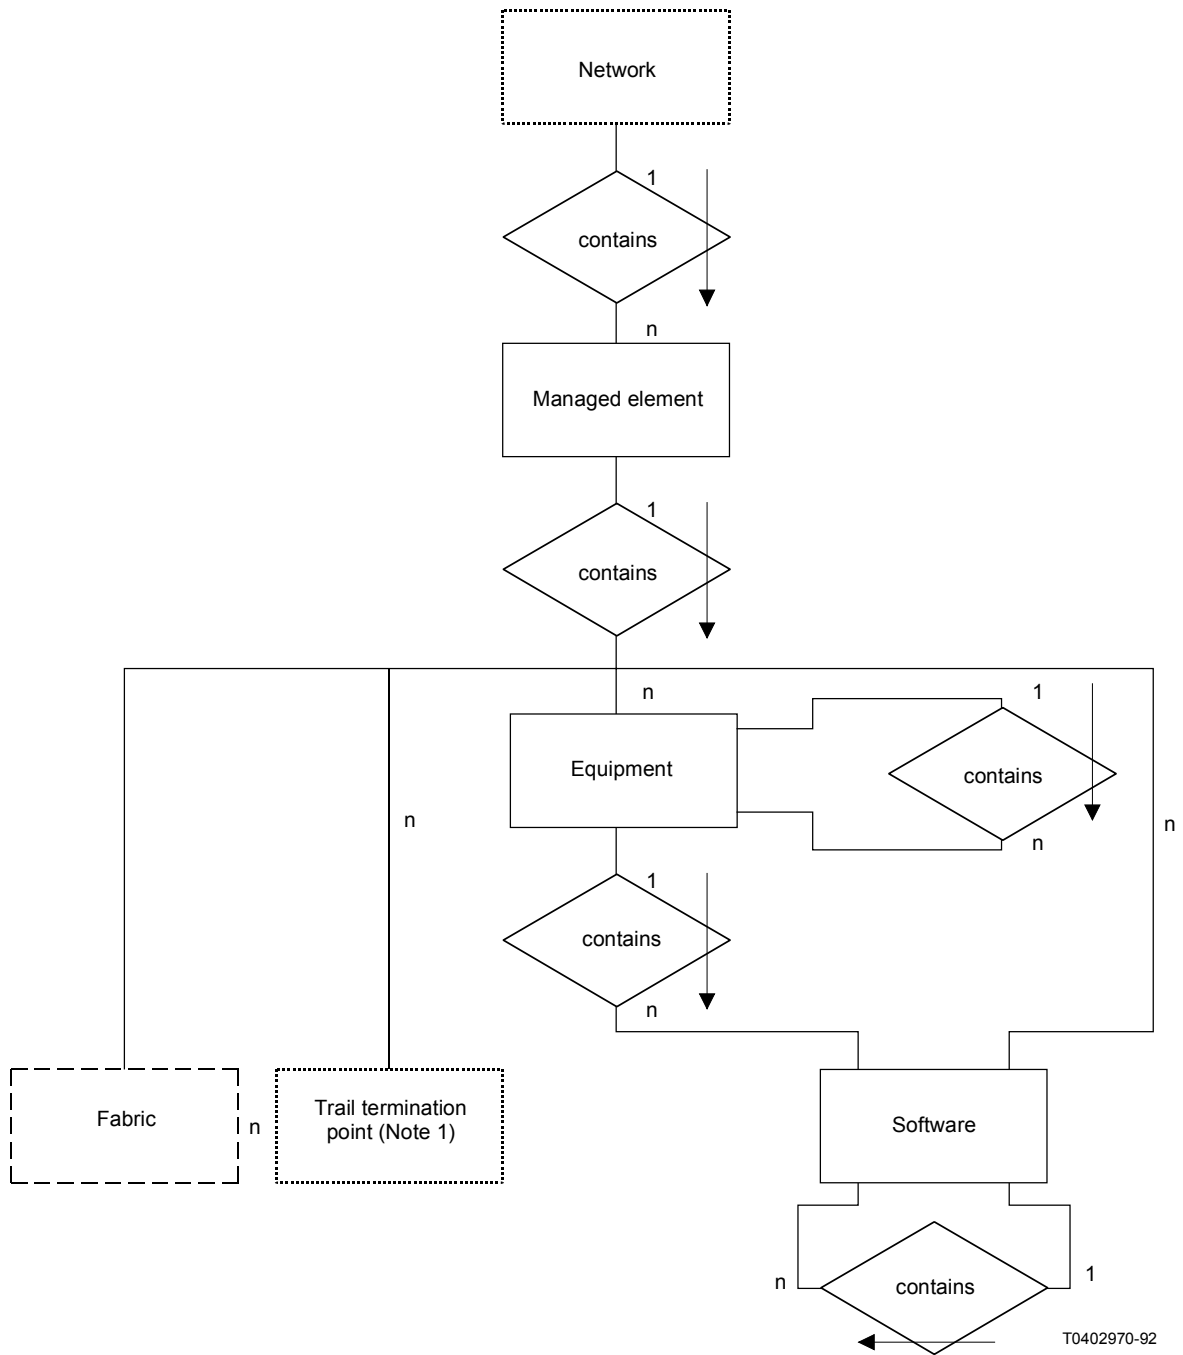 Network
1
contains
n
Managed element
1
contains
n
1
Equipment
contains
n
n
n
1
contains
n
Fabric
n
Trail termination
point (Note 1)
Software
n
contains
1
T0402970-92